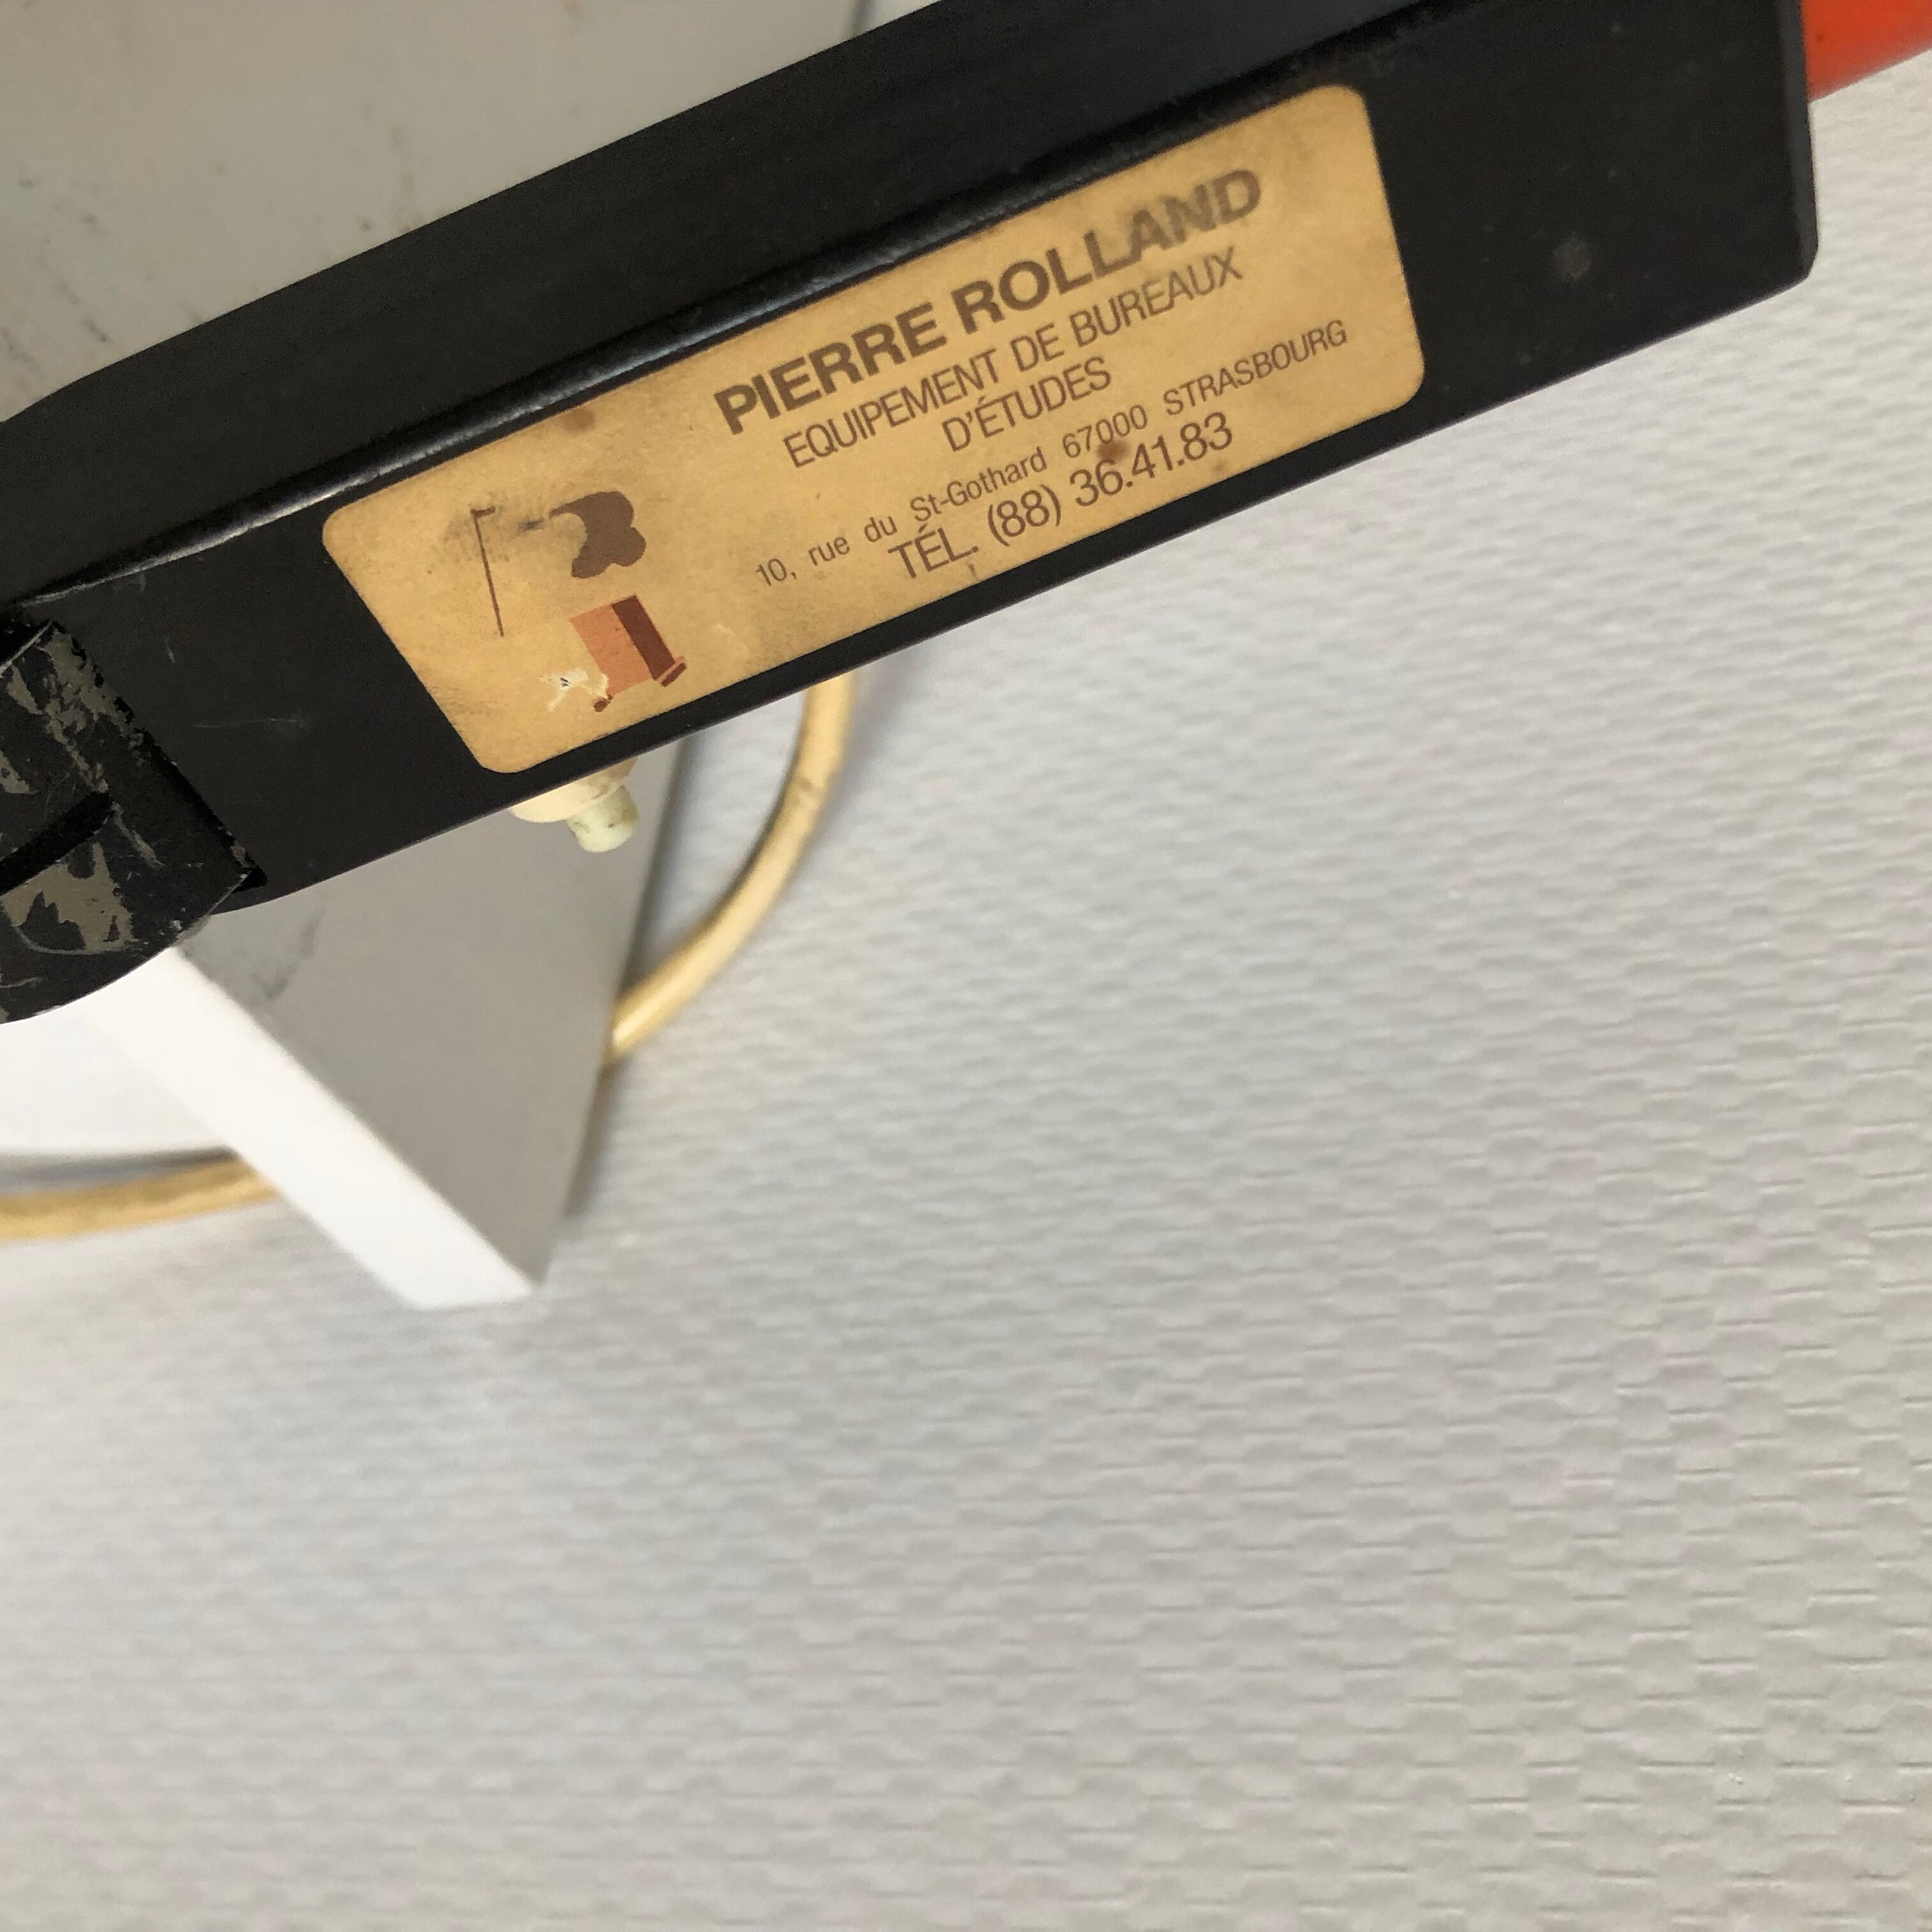 PIERRE ROLLAND
EQUIPEMENT DE BUREAUX
D'ÉTUDES
10, rue du St-Gothard 67000 STRASBOURG
TÉL. (88) 36.41.83